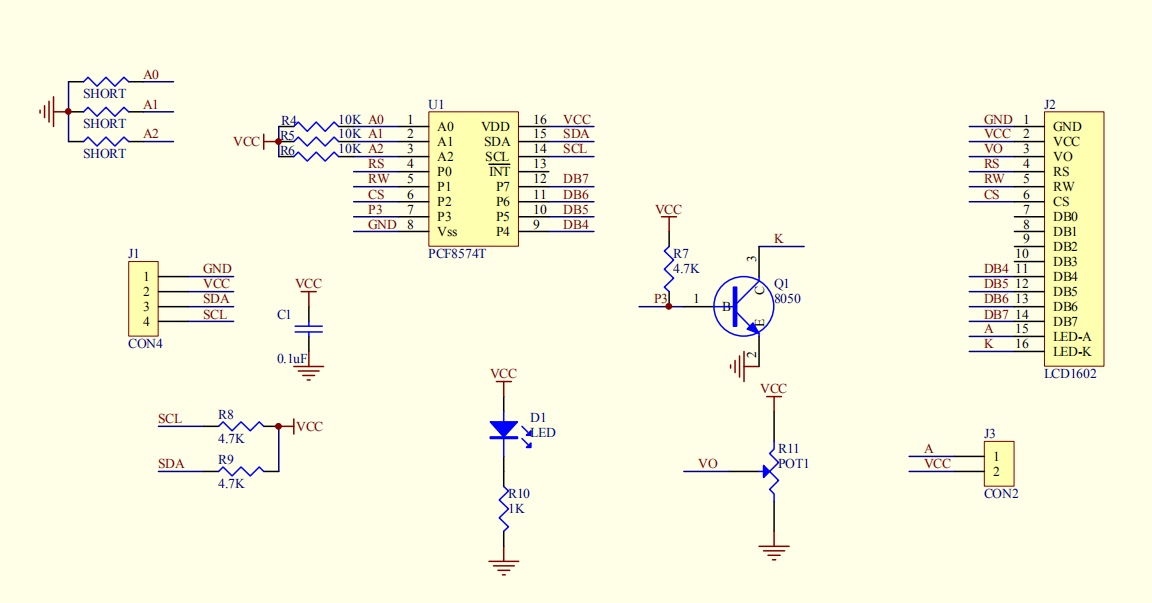 A0
SHORT
A1
SHORT
A2
SHORT
VCC
R4
10K
A0
1
R5
10K
A1
2
R6
10K
A2
3
RS
4
RW
5
CS
6
P3
7
GND
8
U1
A0
VDD
A1
SDA
A2
SCL
P0
INT
P1
P7
P2
P6
P3
P5
Vss
P4
PCF8574T
16
VCC
15
SDA
14
SCL
13
12
DB7
11
DB6
10
DB5
9
DB4
J2
GND
1
GND
VCC
2
VCC
VO
3
VO
RS
4
RS
RW
5
RW
CS
6
CS
7
DB0
8
DB1
9
DB2
10
DB3
DB4
11
DB4
DB5
12
DB5
DB6
13
DB6
DB7
14
DB7
A
15
LED-A
K
16
LED-K
LCD1602
J1
1
GND
2
VCC
3
SDA
4
SCL
CON4
VCC
C1
0.1uF
VCC
R7
4.7K
P3
1
B
C
E
3
K
Q1
8050
2
SCL
R8
4.7K
VCC
SDA
R9
4.7K
VCC
D1
LED
R10
1K
VCC
R11
POT1
VO
J3
A
1
VCC
2
CON2